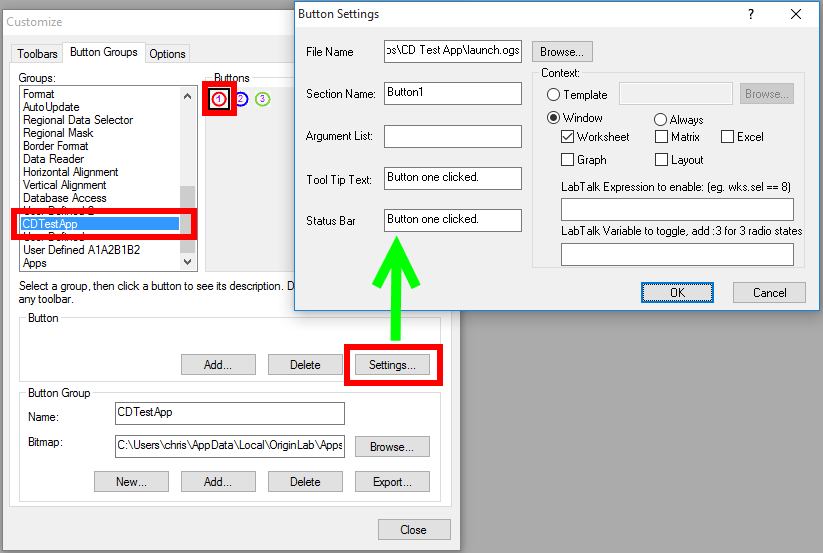 Customize
Toolbars
Button Groups
Options
Groups:
Format
AutoUpdate
Regional Data Selector
Regional Mask
Border Format
Data Reader
Horizontal Alignment
Vertical Alignment
Database Access
CDTestApp
User Defined A1A2B1B2
Apps
Buttons
1
2
3
Select a group, then click a button to see its description. D
any toolbar.
Button
Add...
Delete
Settings...
Button Group
Name:
CDTestApp
Bitmap:
C:\Users\chris\AppData\Local\OriginLab\Apps
Browse...
New...
Add...
Delete
Export...
Close
Button Settings
?
File Name
os\CD Test App\launch.ogs
Browse...
Section Name:
Button1
Argument List:
Tool Tip Text:
Button one clicked.
Status Bar
Button one clicked.
Context:
Template
Browse...
Window
Always
Worksheet
Matrix
Excel
Graph
Layout
LabTalk Expression to enable: (eg. wks.sel == 8)
LabTalk Variable to toggle, add :3 for 3 radio states
OK
Cancel